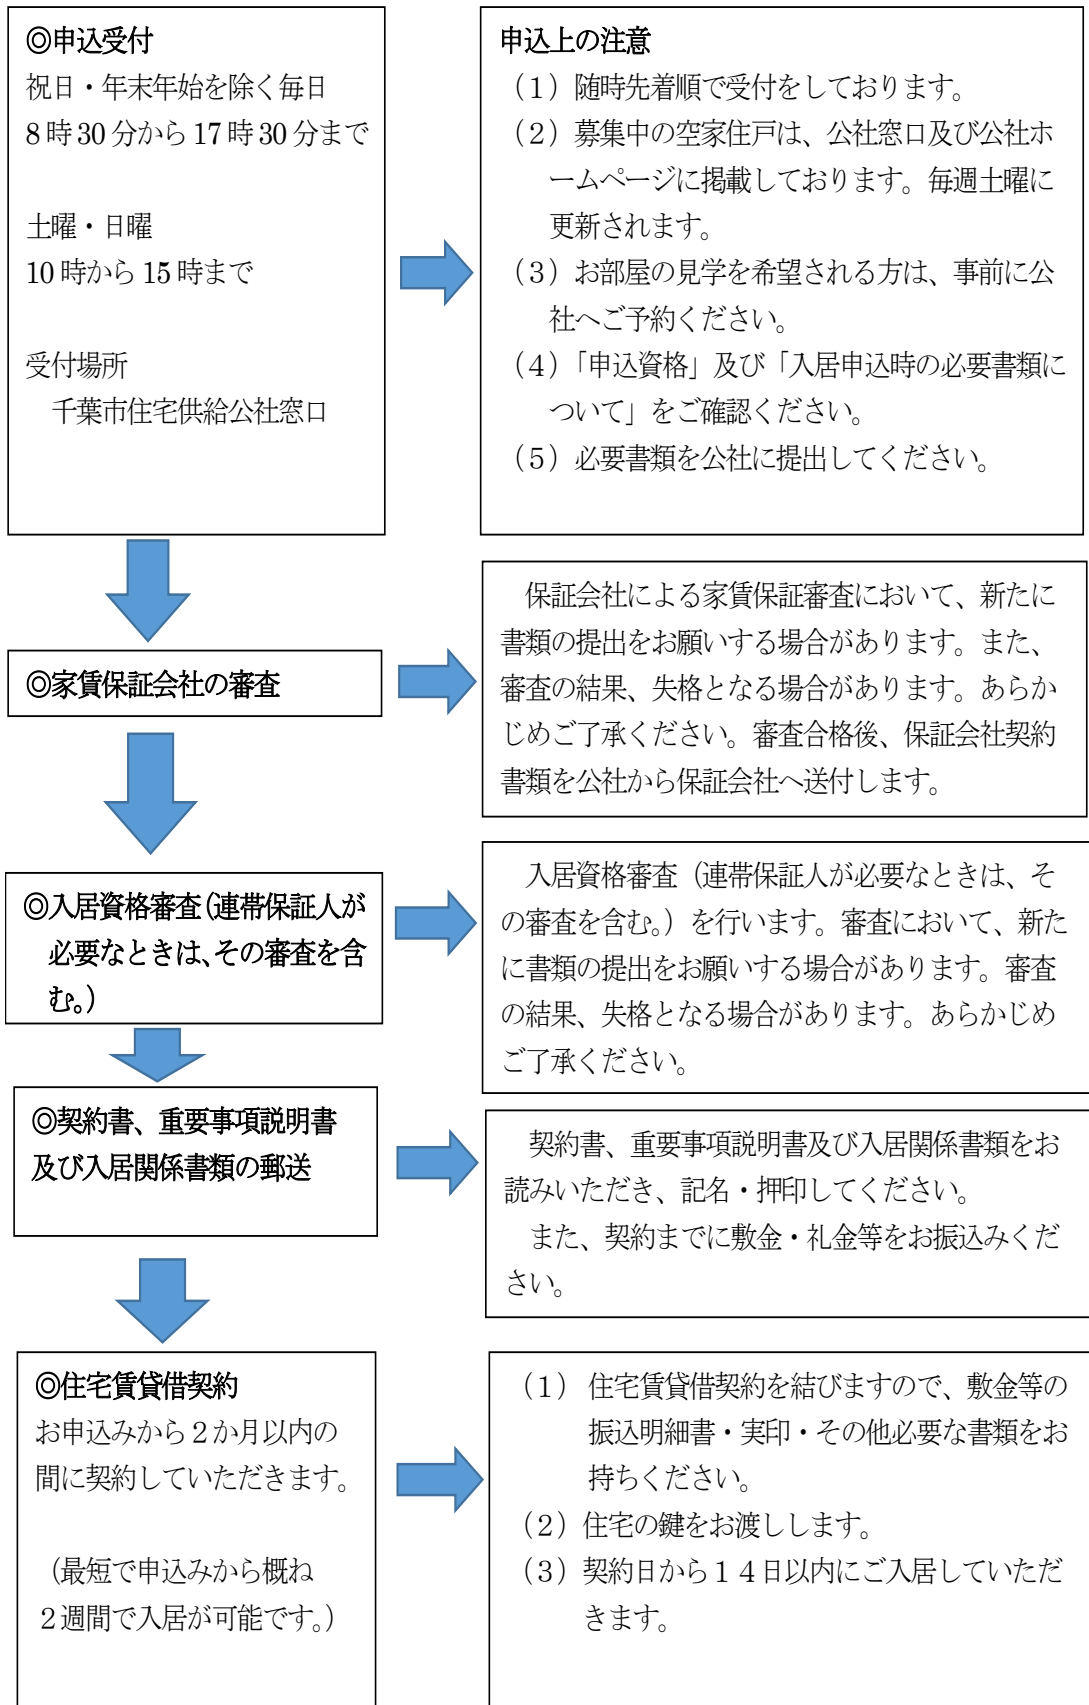 ◎申込受付
祝日・年末年始を除く毎日
8時30分から17時30分まで
土曜・日曜
10時から15時まで
受付場所
千葉市住宅供給公社窓口
申込上の注意
(1)随時先着順で受付をしております。
(2)募集中の空家住戸は、公社窓口及び公社ホ
ームページに掲載しております。毎週土曜に
更新されます。
(3)お部屋の見学を希望される方は、事前に公
社へご予約ください。
(4)「申込資格」及び「入居申込時の必要書類に
ついて」をご確認ください。
(5)必要書類を公社に提出してください。
◎家賃保証会社の審査
保証会社による家賃保証審査において、新たに
書類の提出をお願いする場合があります。また、
審査の結果、失格となる場合があります。あらか
じめご了承ください。審査合格後、保証会社契約
書類を公社から保証会社へ送付します。
◎入居資格審査(連帯保証人が
必要なときは、その審査を含
む。)
入居資格審査(連帯保証人が必要なときは、そ
の審査を含む。)を行います。審査において、新た
に書類の提出をお願いする場合があります。審査
の結果、失格となる場合があります。あらかじめ
ご了承ください。
◎契約書、重要事項説明書
及び入居関係書類の郵送
契約書、重要事項説明書及び入居関係書類をお
読みいただき、記名・押印してください。
また、契約までに敷金・礼金等をお振込みくだ
さい。
◎住宅賃貸借契約
お申込みから2か月以内の
間に契約していただきます。
(最短で申込みから概ね
2週間で入居が可能です。)
(1) 住宅賃貸借契約を結びますので、敷金等の
振込明細書・実印・その他必要な書類をお
持ちください。
(2)住宅の鍵をお渡しします。
(3)契約日から14日以内にご入居していただ
きます。